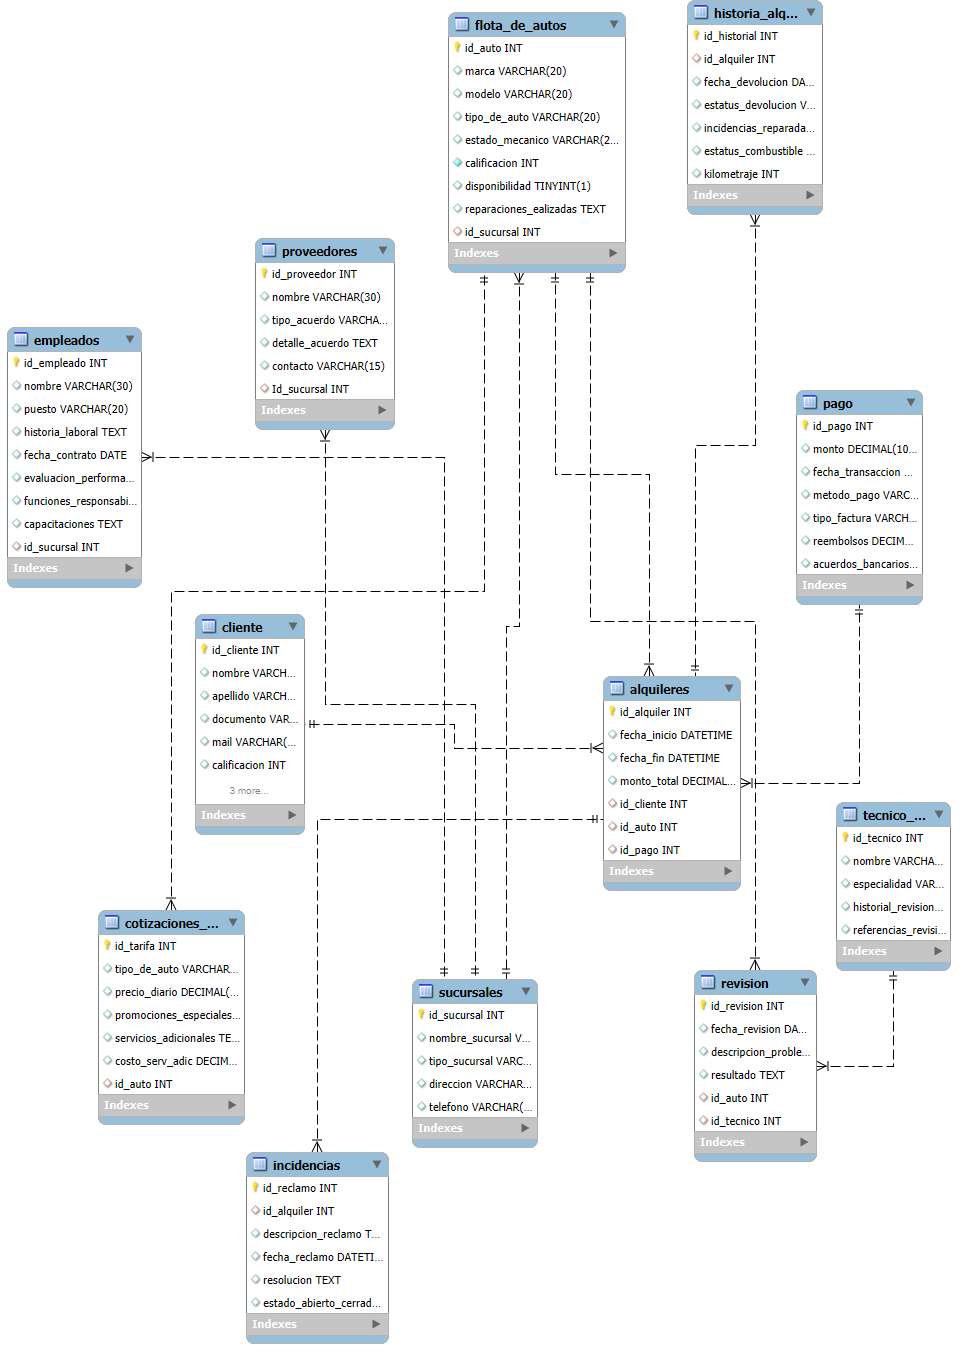 flota_de_autos
id_auto INT
marca VARCHAR(20)
modelo VARCHAR(20)
tipo_de_auto VARCHAR(20)
estado_mecanico VARCHAR(2...
calificacion INT
disponibilidad TINYINT(1)
reparaciones_ealizadas TEXT
id_sucursal INT
Indexes
historia_alq...
id_historial INT
id_alquiler INT
fecha_devolucion DA...
estatus_devolucion V...
incidencias_reparada...
estatus_combustible ...
kilometraje INT
Indexes
proveedores
id_proveedor INT
nombre VARCHAR(30)
tipo_acuerdo VARCHA...
detalle_acuerdo TEXT
contacto VARCHAR(15)
Id_sucursal INT
Indexes
empleados
id_empleado INT
nombre VARCHAR(30)
puesto VARCHAR(20)
historia_laboral TEXT
fecha_contrato DATE
evaluacion_performa...
funciones_responsabi...
capacitaciones TEXT
id_sucursal INT
Indexes
pago
id_pago INT
monto DECIMAL(10...
fecha_transaccion ...
metodo_pago VARC...
tipo_factura VARCH...
reembolsos DECIM...
acuerdos_bancarios...
Indexes
cliente
id_cliente INT
nombre VARCH...
apellido VARCH...
documento VAR...
mail VARCHAR(...
calificacion INT
3 more...
Indexes
alquileres
id_alquiler INT
fecha_inicio DATETIME
fecha_fin DATETIME
monto_total DECIMAL...
id_cliente INT
id_auto INT
id_pago INT
Indexes
tecnico_...
id_tecnico INT
nombre VARCHA...
especialidad VAR...
historial_revision...
referencias_revisi...
Indexes
cotizaciones_...
id_tarifa INT
tipo_de_auto VARCHAR...
precio_diario DECIMAL(...
promociones_especiales...
servicios_adicionales TE...
costo_serv_adic DECIM...
id_auto INT
Indexes
sucursales
id_sucursal INT
nombre_sucursal V...
tipo_sucursal VARC...
direccion VARCHAR...
telefono VARCHAR(...
Indexes
revision
id_revision INT
fecha_revision DA...
descripcion_proble...
resultado TEXT
id_auto INT
id_tecnico INT
Indexes
incidencias
id_reclamo INT
id_alquiler INT
descripcion_reclamo T...
fecha_reclamo DATETI...
resolucion TEXT
estado_abierto_cerrad...
Indexes